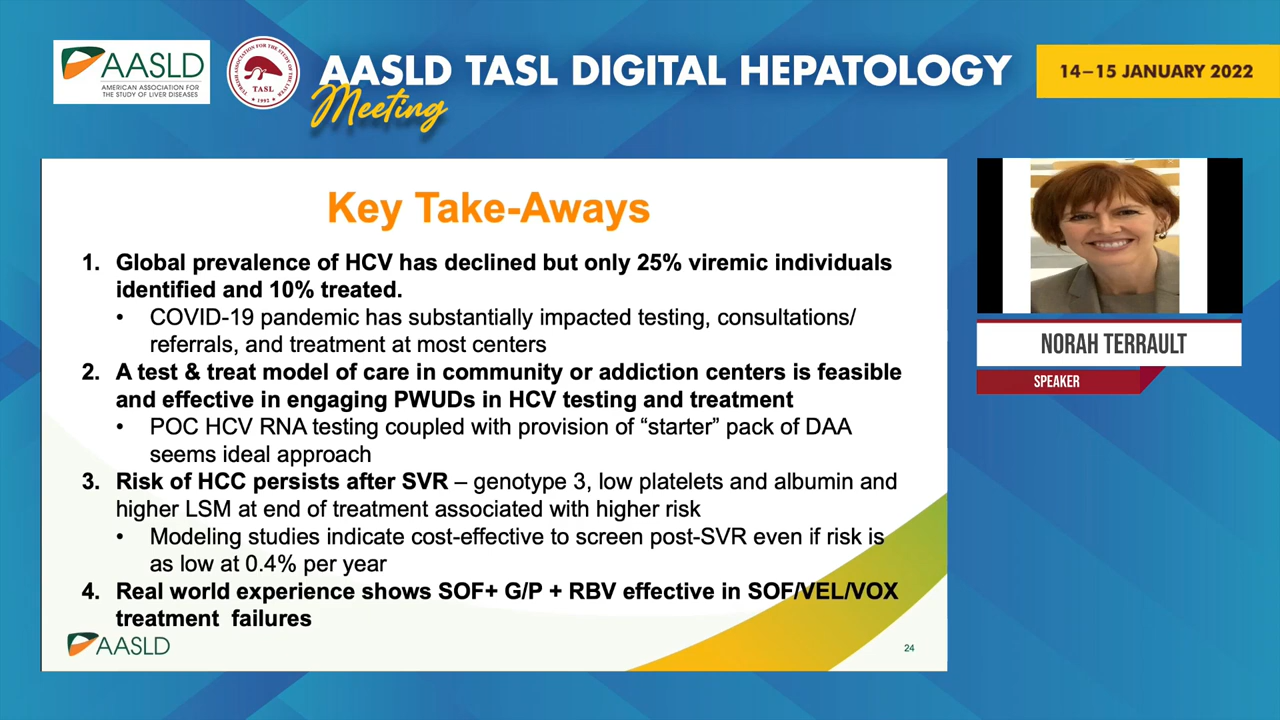 AASLD
AMERICAN ASSOCIATION FOR
THE STUDY OF LIVER DISEASES
TASL
1992
AASLD TASL DIGITAL HEPATOLOGY
Meeting
14–15 JANUARY 2022
Key Take-Aways
1. Global prevalence of HCV has declined but only 25% viremic individuals
identified and 10% treated.
• COVID-19 pandemic has substantially impacted testing, consultations/
referrals, and treatment at most centers
2. A test & treat model of care in community or addiction centers is feasible
and effective in engaging PWUDs in HCV testing and treatment
• POC HCV RNA testing coupled with provision of “starter” pack of DAA
seems ideal approach
3. Risk of HCC persists after SVR – genotype 3, low platelets and albumin and
higher LSM at end of treatment associated with higher risk
• Modeling studies indicate cost-effective to screen post-SVR even if risk is
as low at 0.4% per year
4. Real world experience shows SOF+ G/P + RBV effective in SOF/VEL/VOX
treatment failures
AASLD
24
NORAH TERRAULT
SPEAKER